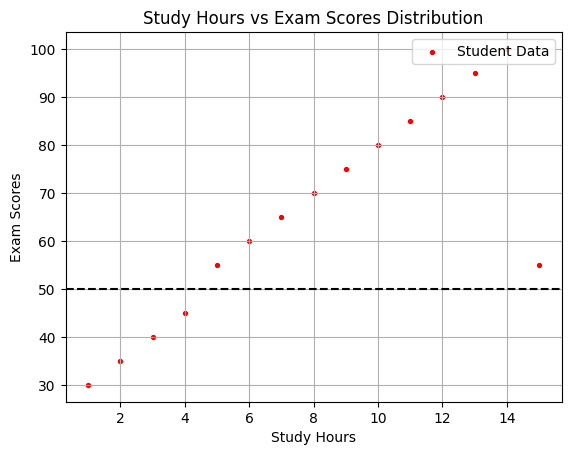 Study Hours vs Exam Scores Distribution
Student Data
100
90
80
70
60
50
40
30
Exam Scores
2 4 6 8 10 12 14
Study Hours